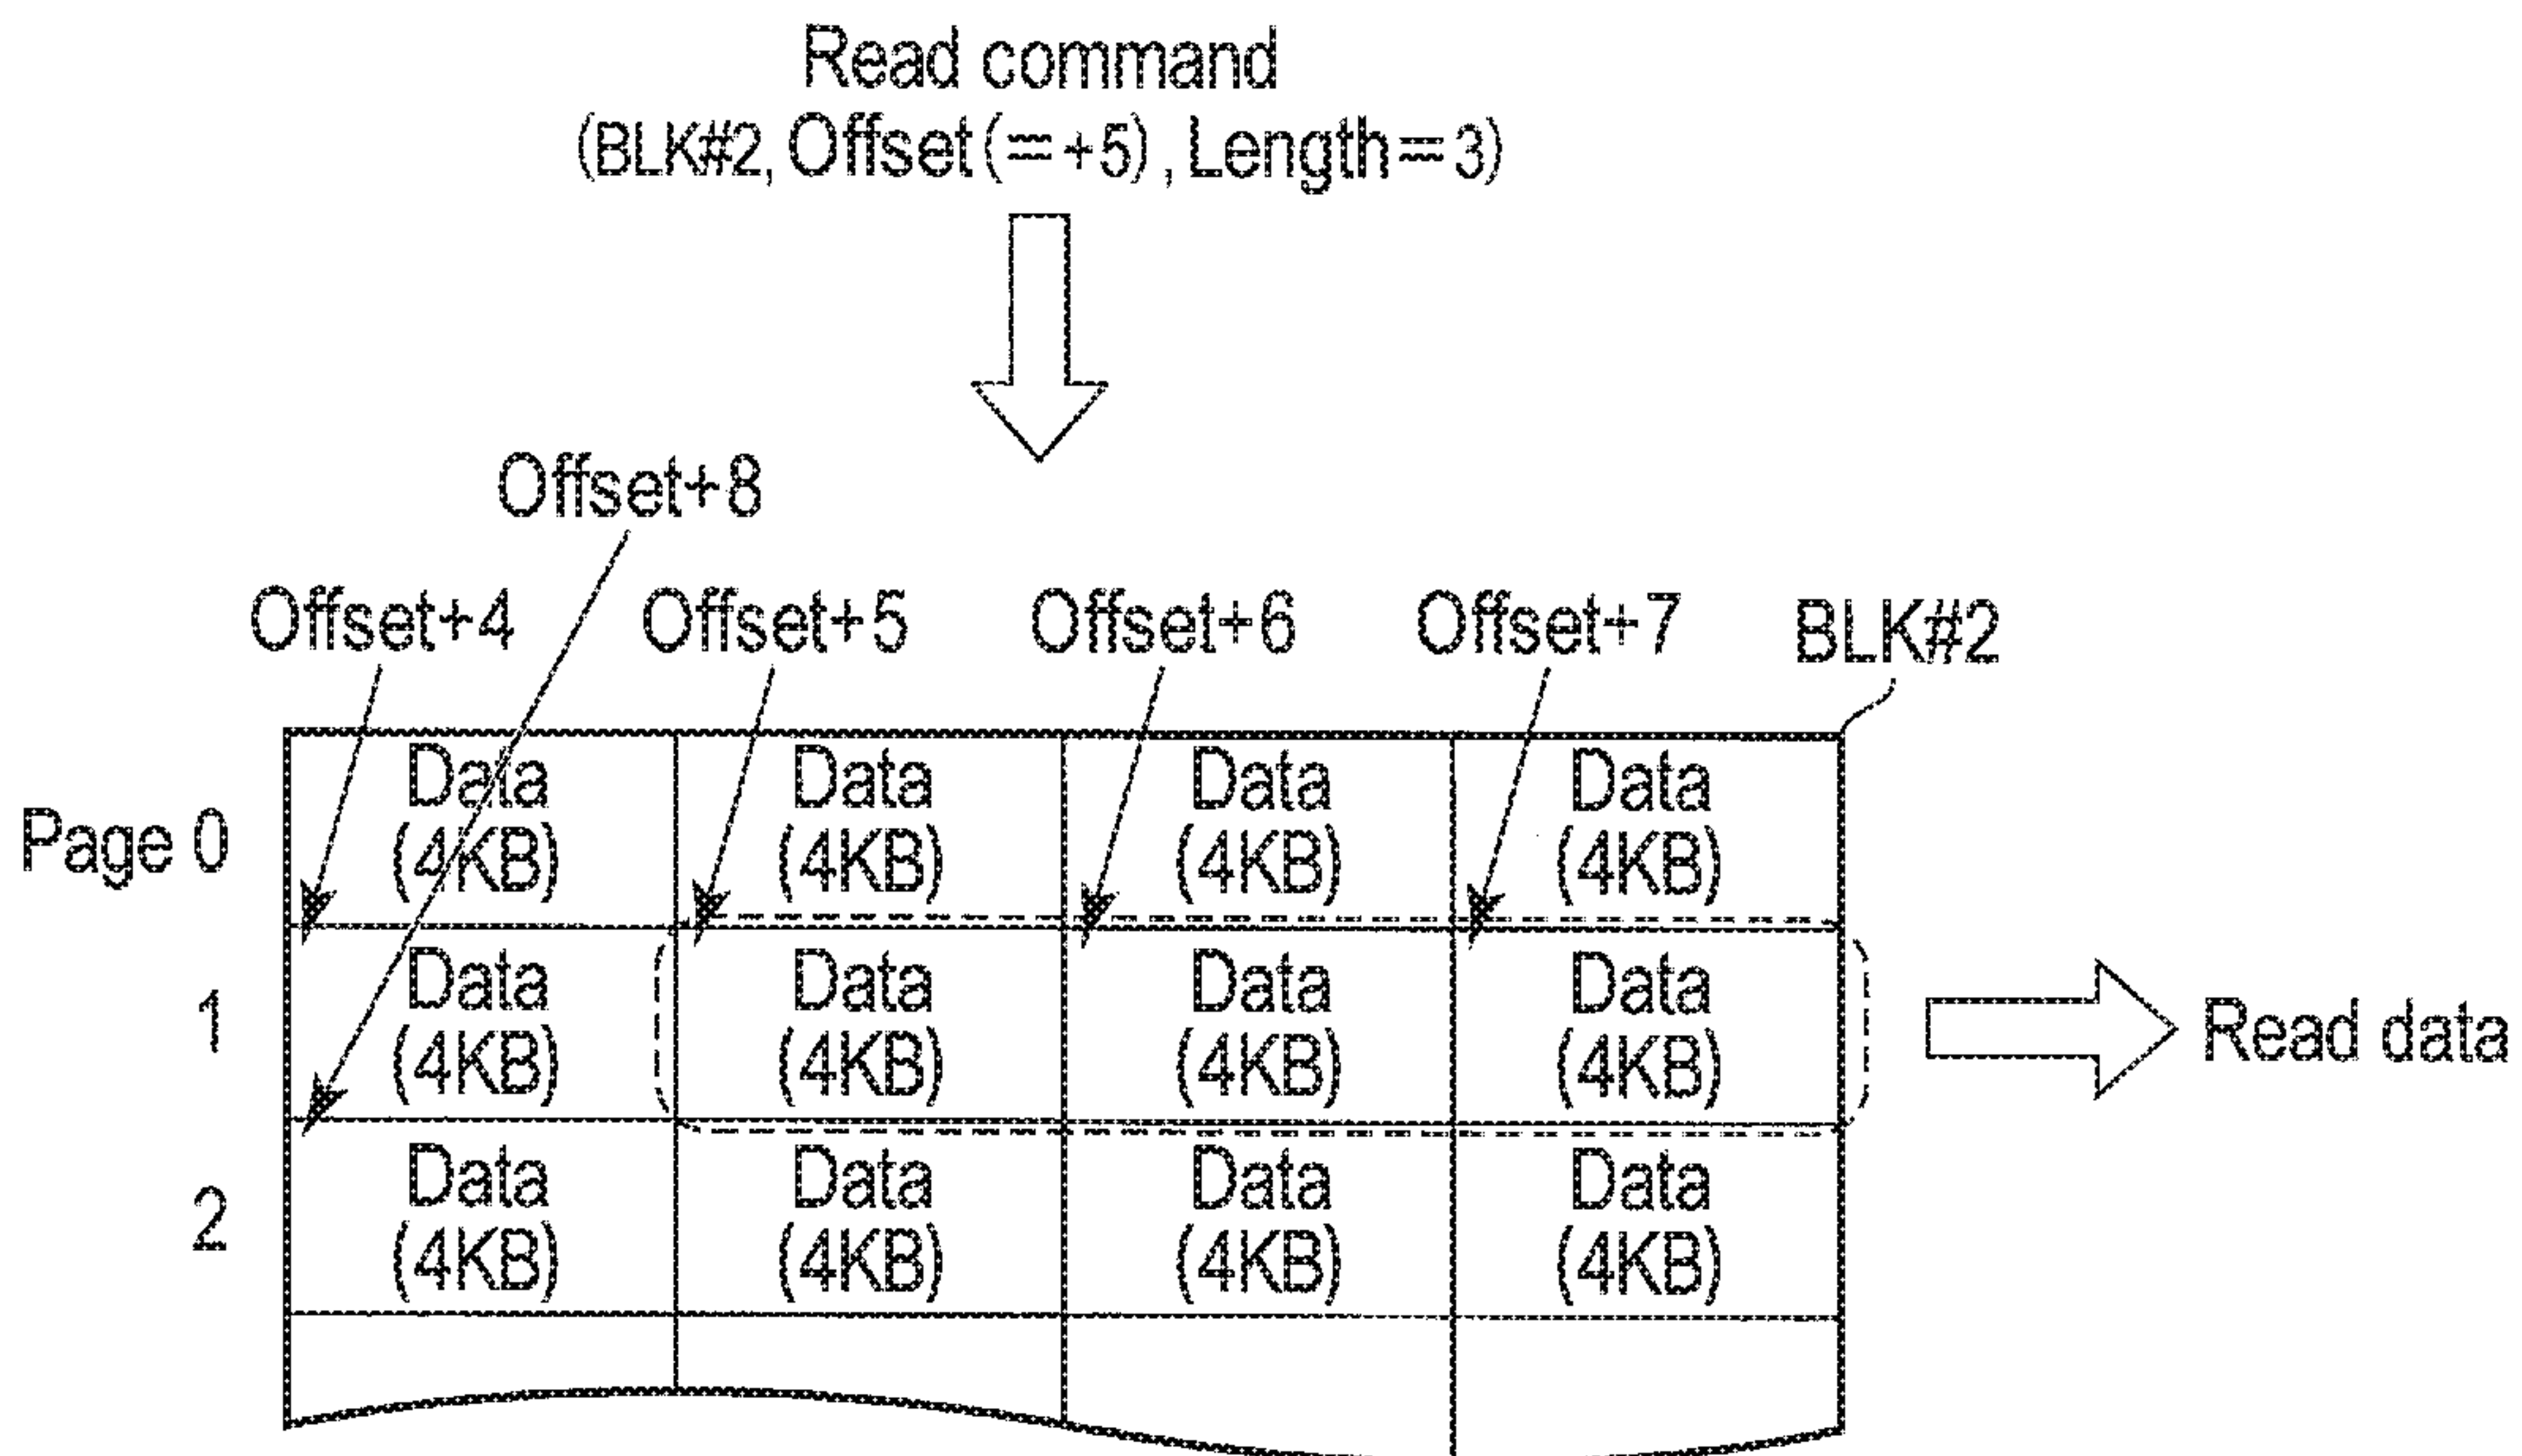 Read command
(BLK#2, Offset (=+5), Length=3)
Offset+8
Offset+4 Offset+5 Offset+6 Offset+7 BLK#2
Data Data Data Data
Page 0 (4KB) (4KB) (4KB) (4KB)
Data Data Data Data
1 (4KB) (4KB) (4KB) (4KB) Read data
Data Data Data Data
2 (4KB) (4KB) (4KB) (4KB)